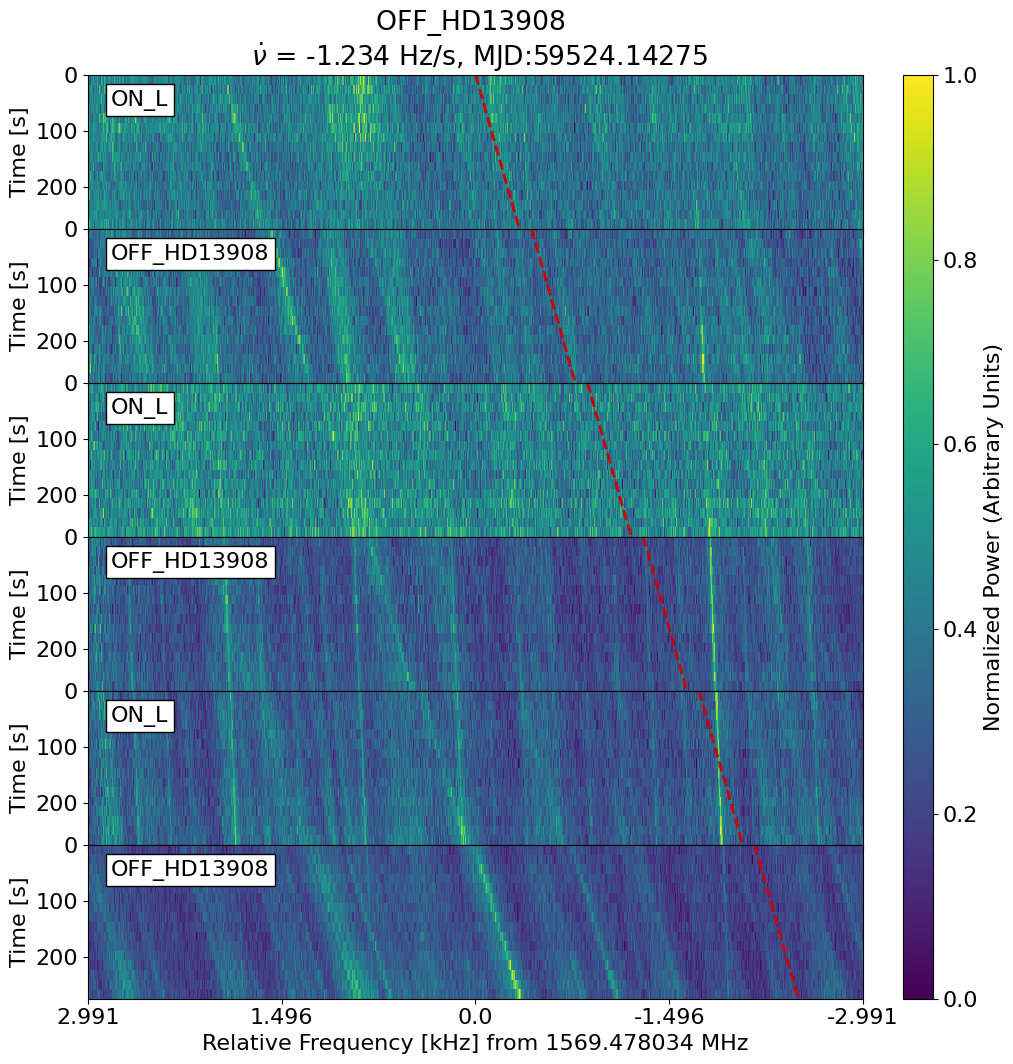 OFF_HD13908
ν̇ = -1.234 Hz/s, MJD:59524.14275
0
ON_L
100
Time [s]
200
0
OFF_HD13908
100
Time [s]
200
0
ON_L
100
Time [s]
200
0
OFF_HD13908
100
Time [s]
200
0
ON_L
100
Time [s]
200
0
OFF_HD13908
100
Time [s]
200
2.991 1.496 0.0 -1.496 -2.991
Relative Frequency [kHz] from 1569.478034 MHz
1.0
0.8
0.6
0.4
0.2
0.0
Normalized Power (Arbitrary Units)